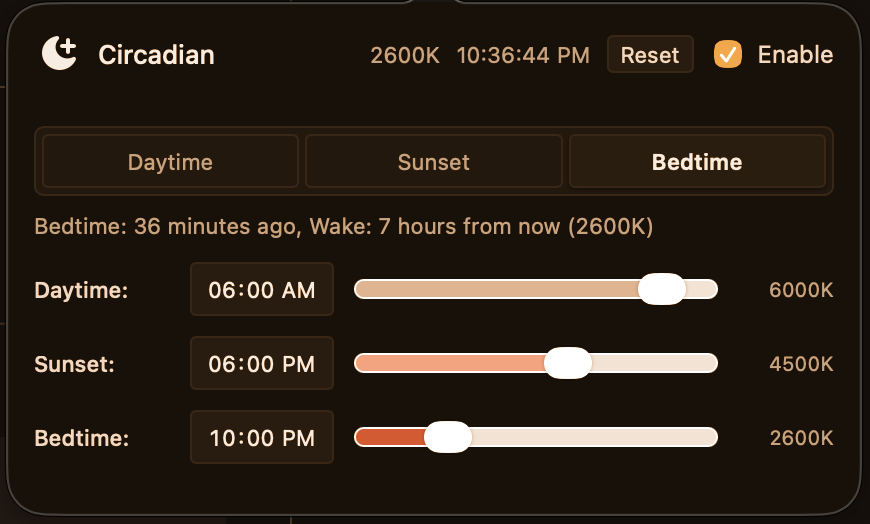 Circadian 2600K 10:36:44 PM Reset Enable
Daytime Sunset Bedtime
Bedtime: 36 minutes ago, Wake: 7 hours from now (2600K)
Daytime: 06:00 AM 6000K
Sunset: 06:00 PM 4500K
Bedtime: 10:00 PM 2600K